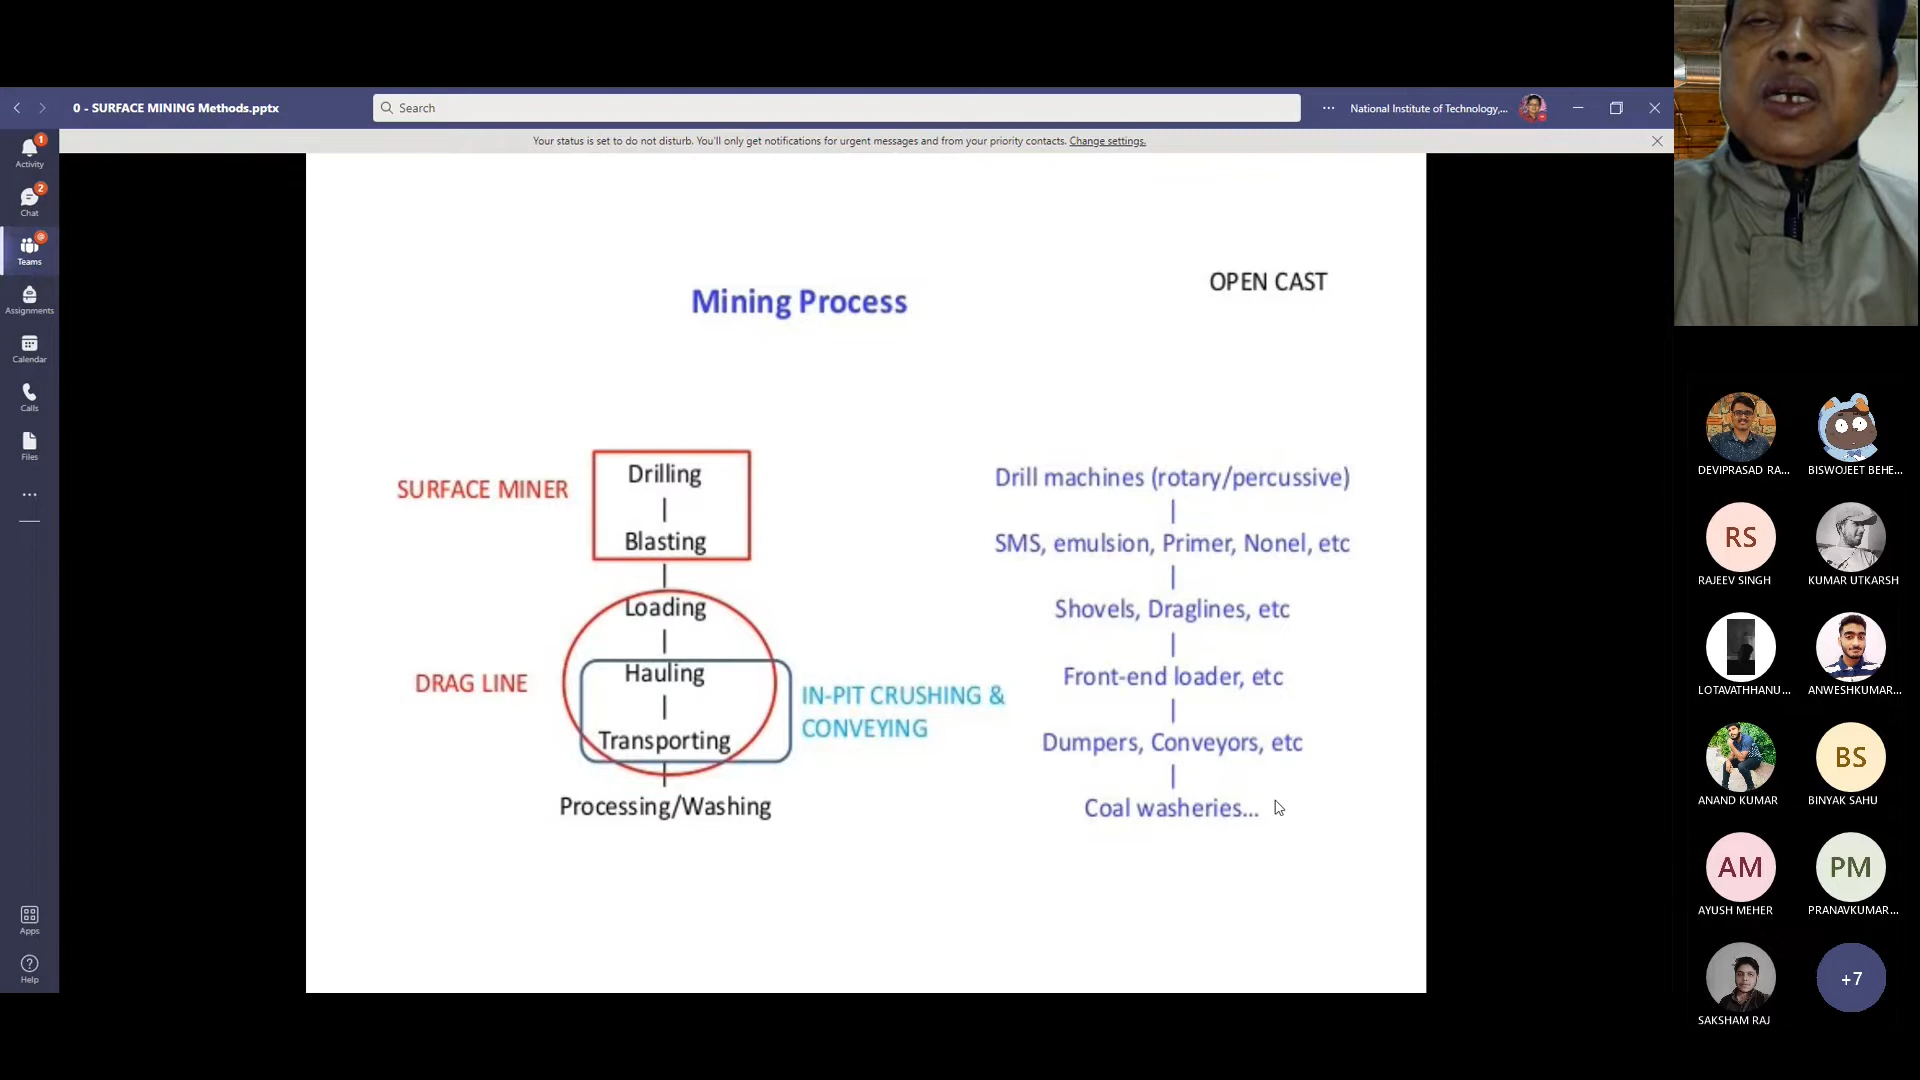 0 - SURFACE MINING Methods.pptx
Search
National Institute of Technology,...
Your status is set to do not disturb. You'll only get notifications for urgent messages and from your priority contacts. Change settings.
1
Activity
2
Chat
@
Teams
Assignments
Calendar
Calls
Files
Apps
Help
OPEN CAST
Mining Process
SURFACE MINER
Drilling
Blasting
Loading
DRAG LINE
Hauling
Transporting
IN-PIT CRUSHING &
CONVEYING
Processing/Washing
Drill machines (rotary/percussive)
SMS, emulsion, Primer, Nonel, etc
Shovels, Draglines, etc
Front-end loader, etc
Dumpers, Conveyors, etc
Coal washeries...
DEVIPRASAD RA...
BISWOJEET BEHE...
RS
RAJEEV SINGH
KUMAR UTKARSH
LOTAVATHHANU...
ANWESHKUMAR...
ANAND KUMAR
BS
BINYAK SAHU
AM
AYUSH MEHER
PM
PRANAVKUMAR...
SAKSHAM RAJ
+7